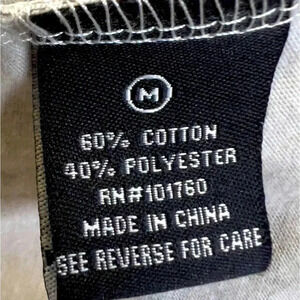 M
60% COTTON
40% POLYESTER
RN#101760
MADE IN CHINA
SEE REVERSE FOR CARE